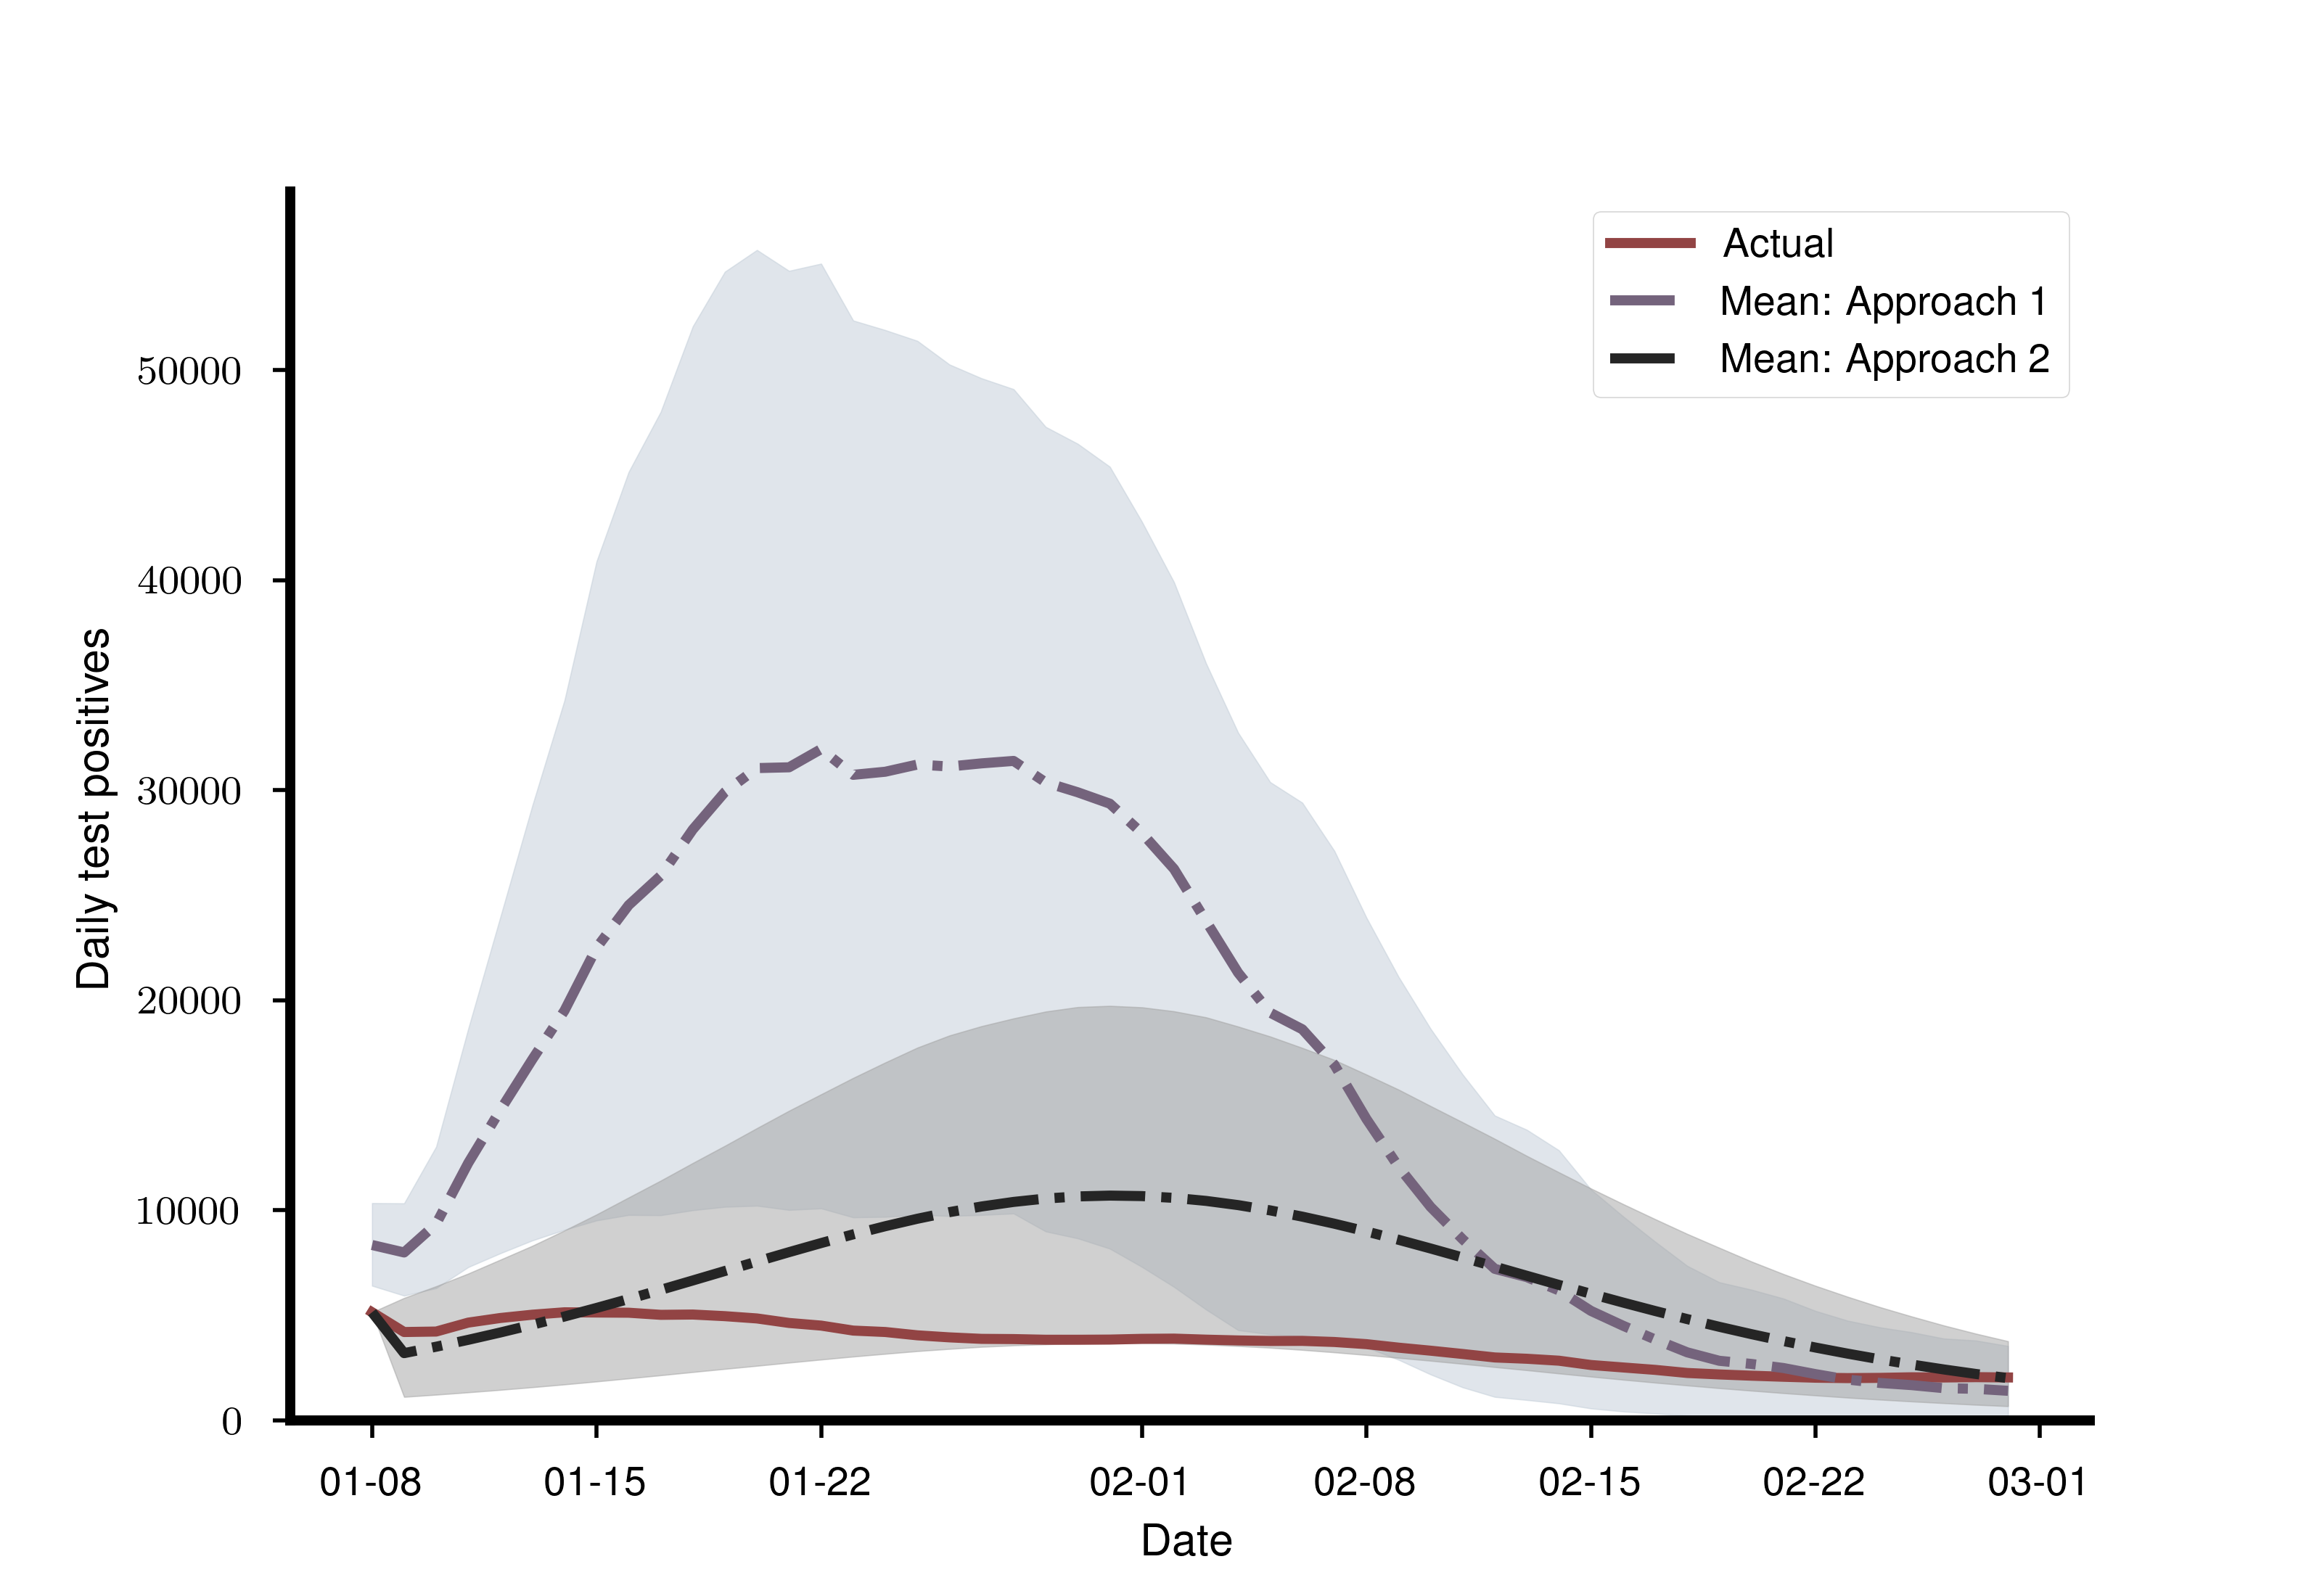 Actual
Mean: Approach 1
Mean: Approach 2
50000
40000
30000
20000
10000
0
Daily test positives
01-08 01-15 01-22 02-01 02-08 02-15 02-22 03-01
Date